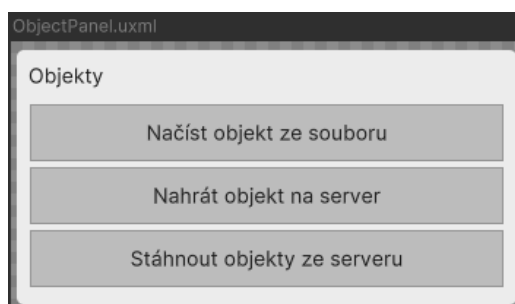 ObjectPanel.uxml
Objekty
Načíst objekt ze souboru
Nahrát objekt na server
Stáhnout objekty ze serveru